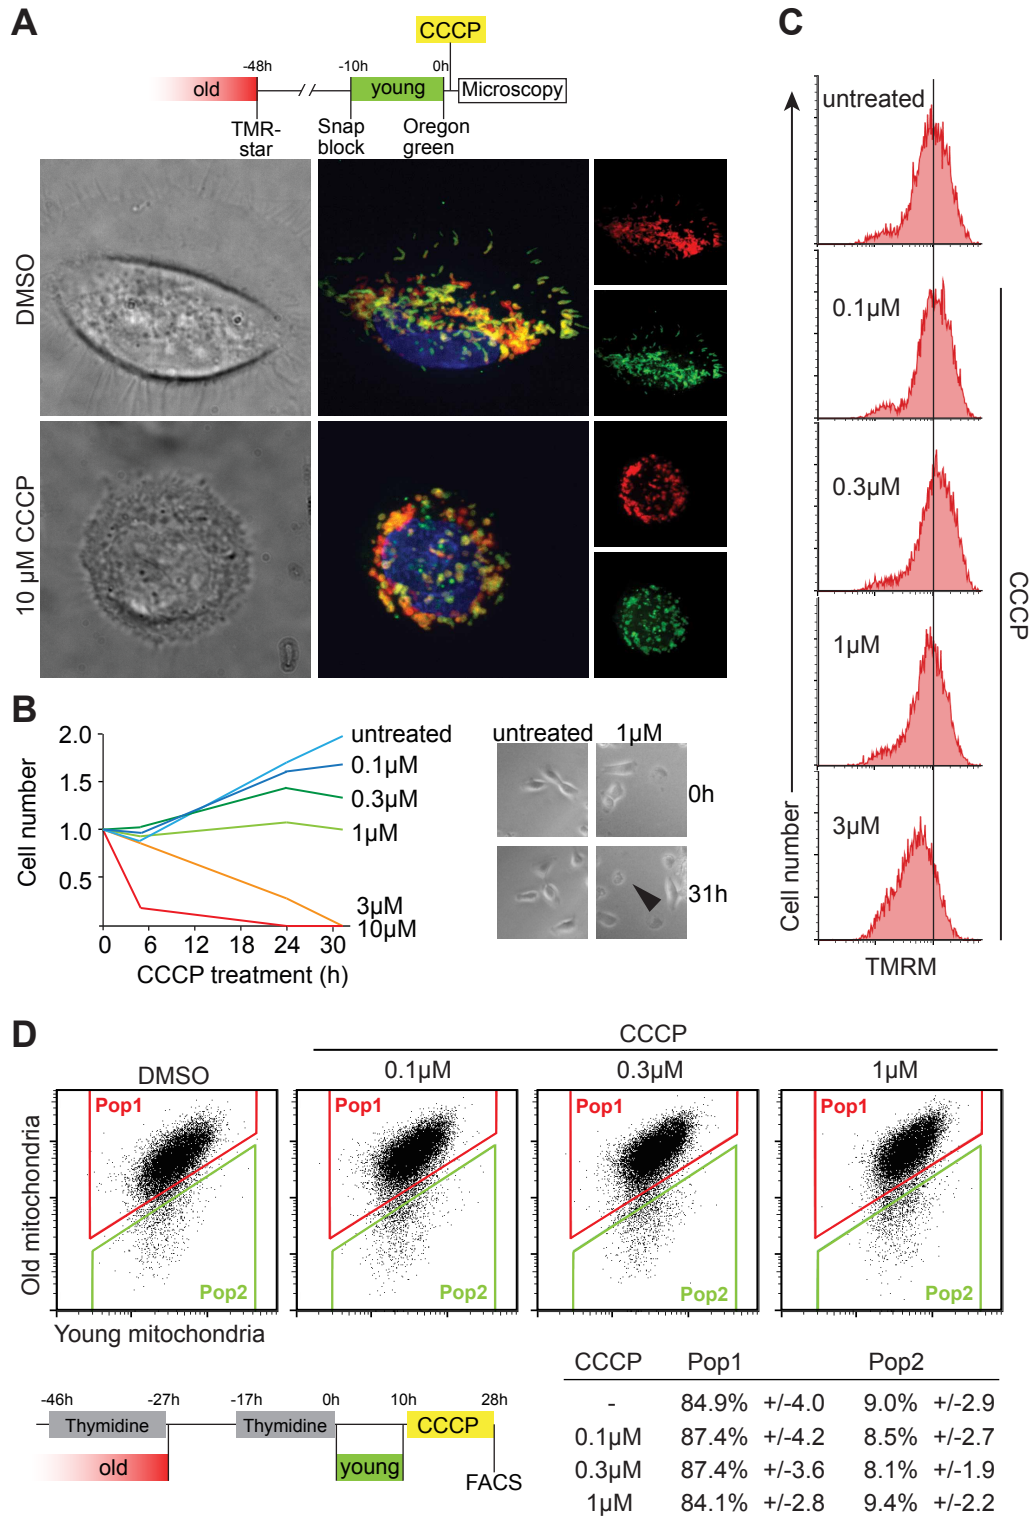 A
CCCP
-48h
-10h
0h
old
young
Microscopy
TMR-
star
Snap
block
Oregon
green
DMSO
10 µM CCCP
B
Cell number
2.0
1.5
1.0
0.5
0 6 12 18 24 30
CCCP treatment (h)
untreated
0.1µM
0.3µM
1µM
3µM
10µM
untreated 1µM
0h
31h
C
untreated
0.1µM
0.3µM
1µM
3µM
CCCP
Cell number
TMRM
D
CCCP
DMSO 0.1µM 0.3µM 1µM
Pop1 Pop1 Pop1 Pop1
Pop2 Pop2 Pop2 Pop2
Old mitochondria
Young mitochondria
-46h -27h -17h 0h 10h 28h
Thymidine Thymidine CCCP
old young
FACS
CCCP Pop1 Pop2
- 84.9% +/-4.0 9.0% +/-2.9
0.1µM 87.4% +/-4.2 8.5% +/-2.7
0.3µM 87.4% +/-3.6 8.1% +/-1.9
1µM 84.1% +/-2.8 9.4% +/-2.2